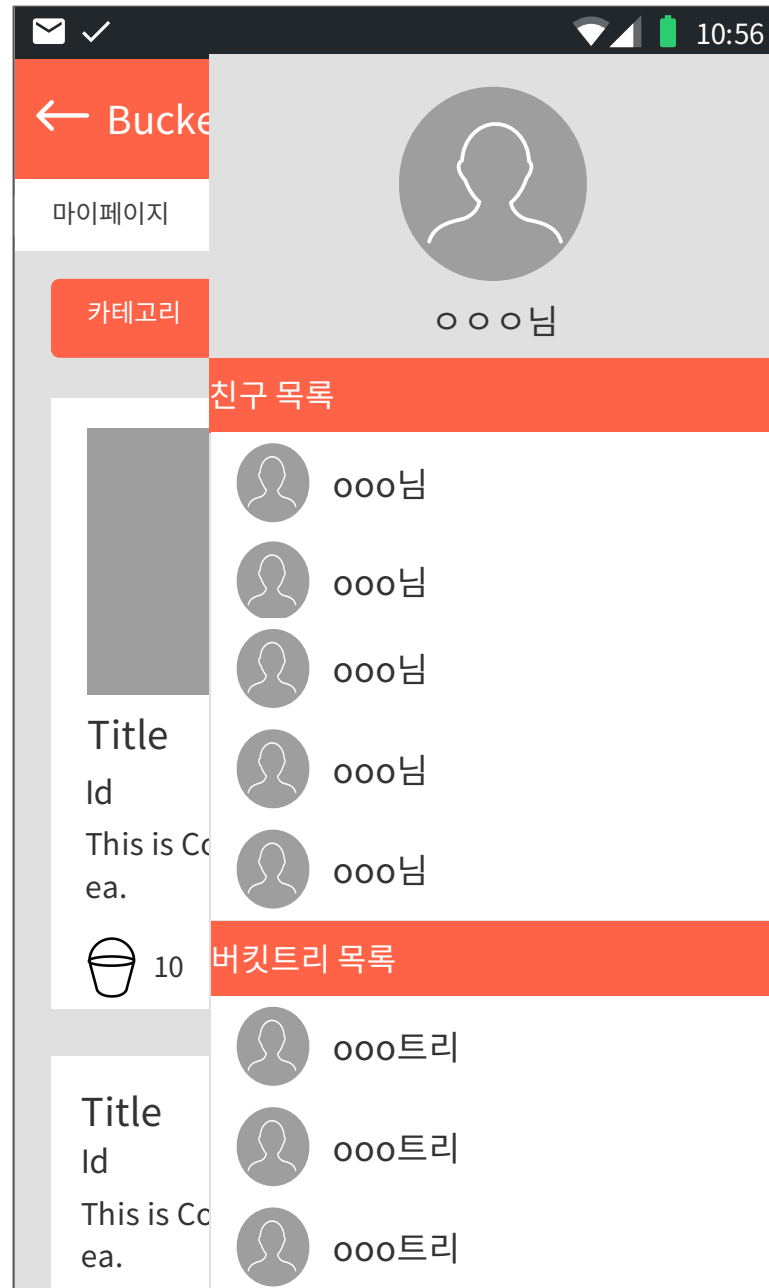 10:56
Bucke
마이페이지
카테고리
Title
Id
This is Co
ea.
10
Title
Id
This is Co
ea.
ㅇㅇㅇ님
친구 목록
ooo님
ooo님
ooo님
ooo님
ooo님
버킷트리 목록
ooo트리
ooo트리
ooo트리